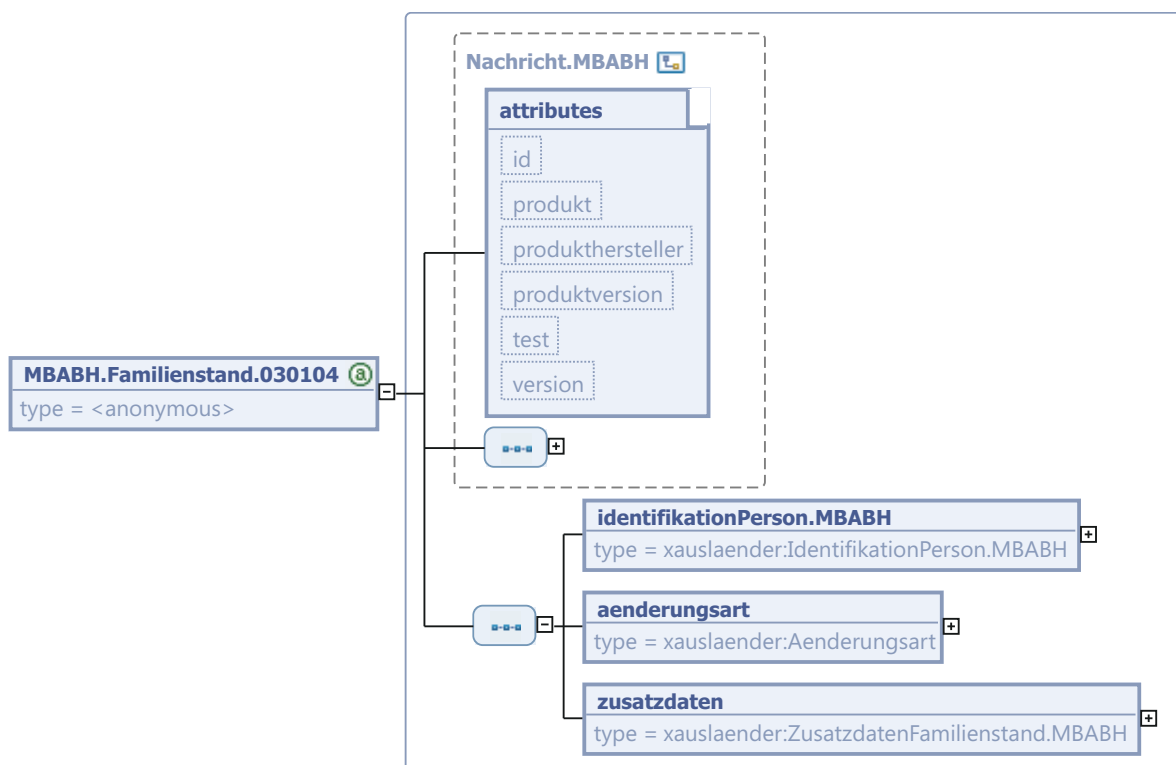 Nachricht.MBABH
attributes
id
produkt
produkthersteller
produktversion
test
version
MBABH.Familienstand.030104 @
type = <anonymous>
identifikationPerson.MBABH
type = xauslaender:IdentifikationPerson.MBABH
aenderungsart
type = xauslaender:Aenderungsart
zusatzdaten
type = xauslaender:ZusatzdatenFamilienstand.MBABH